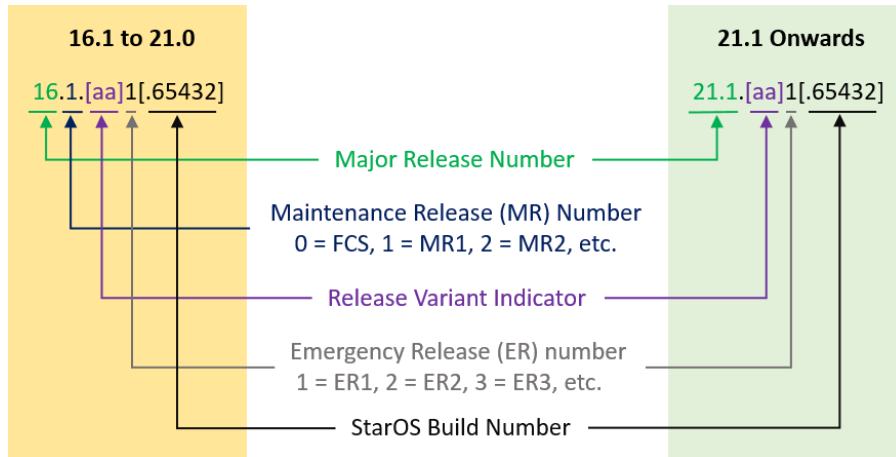 16.1 to 21.0
21.1 Onwards
16.1.[aa]1[.65432]
21.1.[aa]1[.65432]
Major Release Number
Maintenance Release (MR) Number
0 = FCS, 1 = MR1, 2 = MR2, etc.
Release Variant Indicator
Emergency Release (ER) number
1 = ER1, 2 = ER2, 3 = ER3, etc.
StarOS Build Number